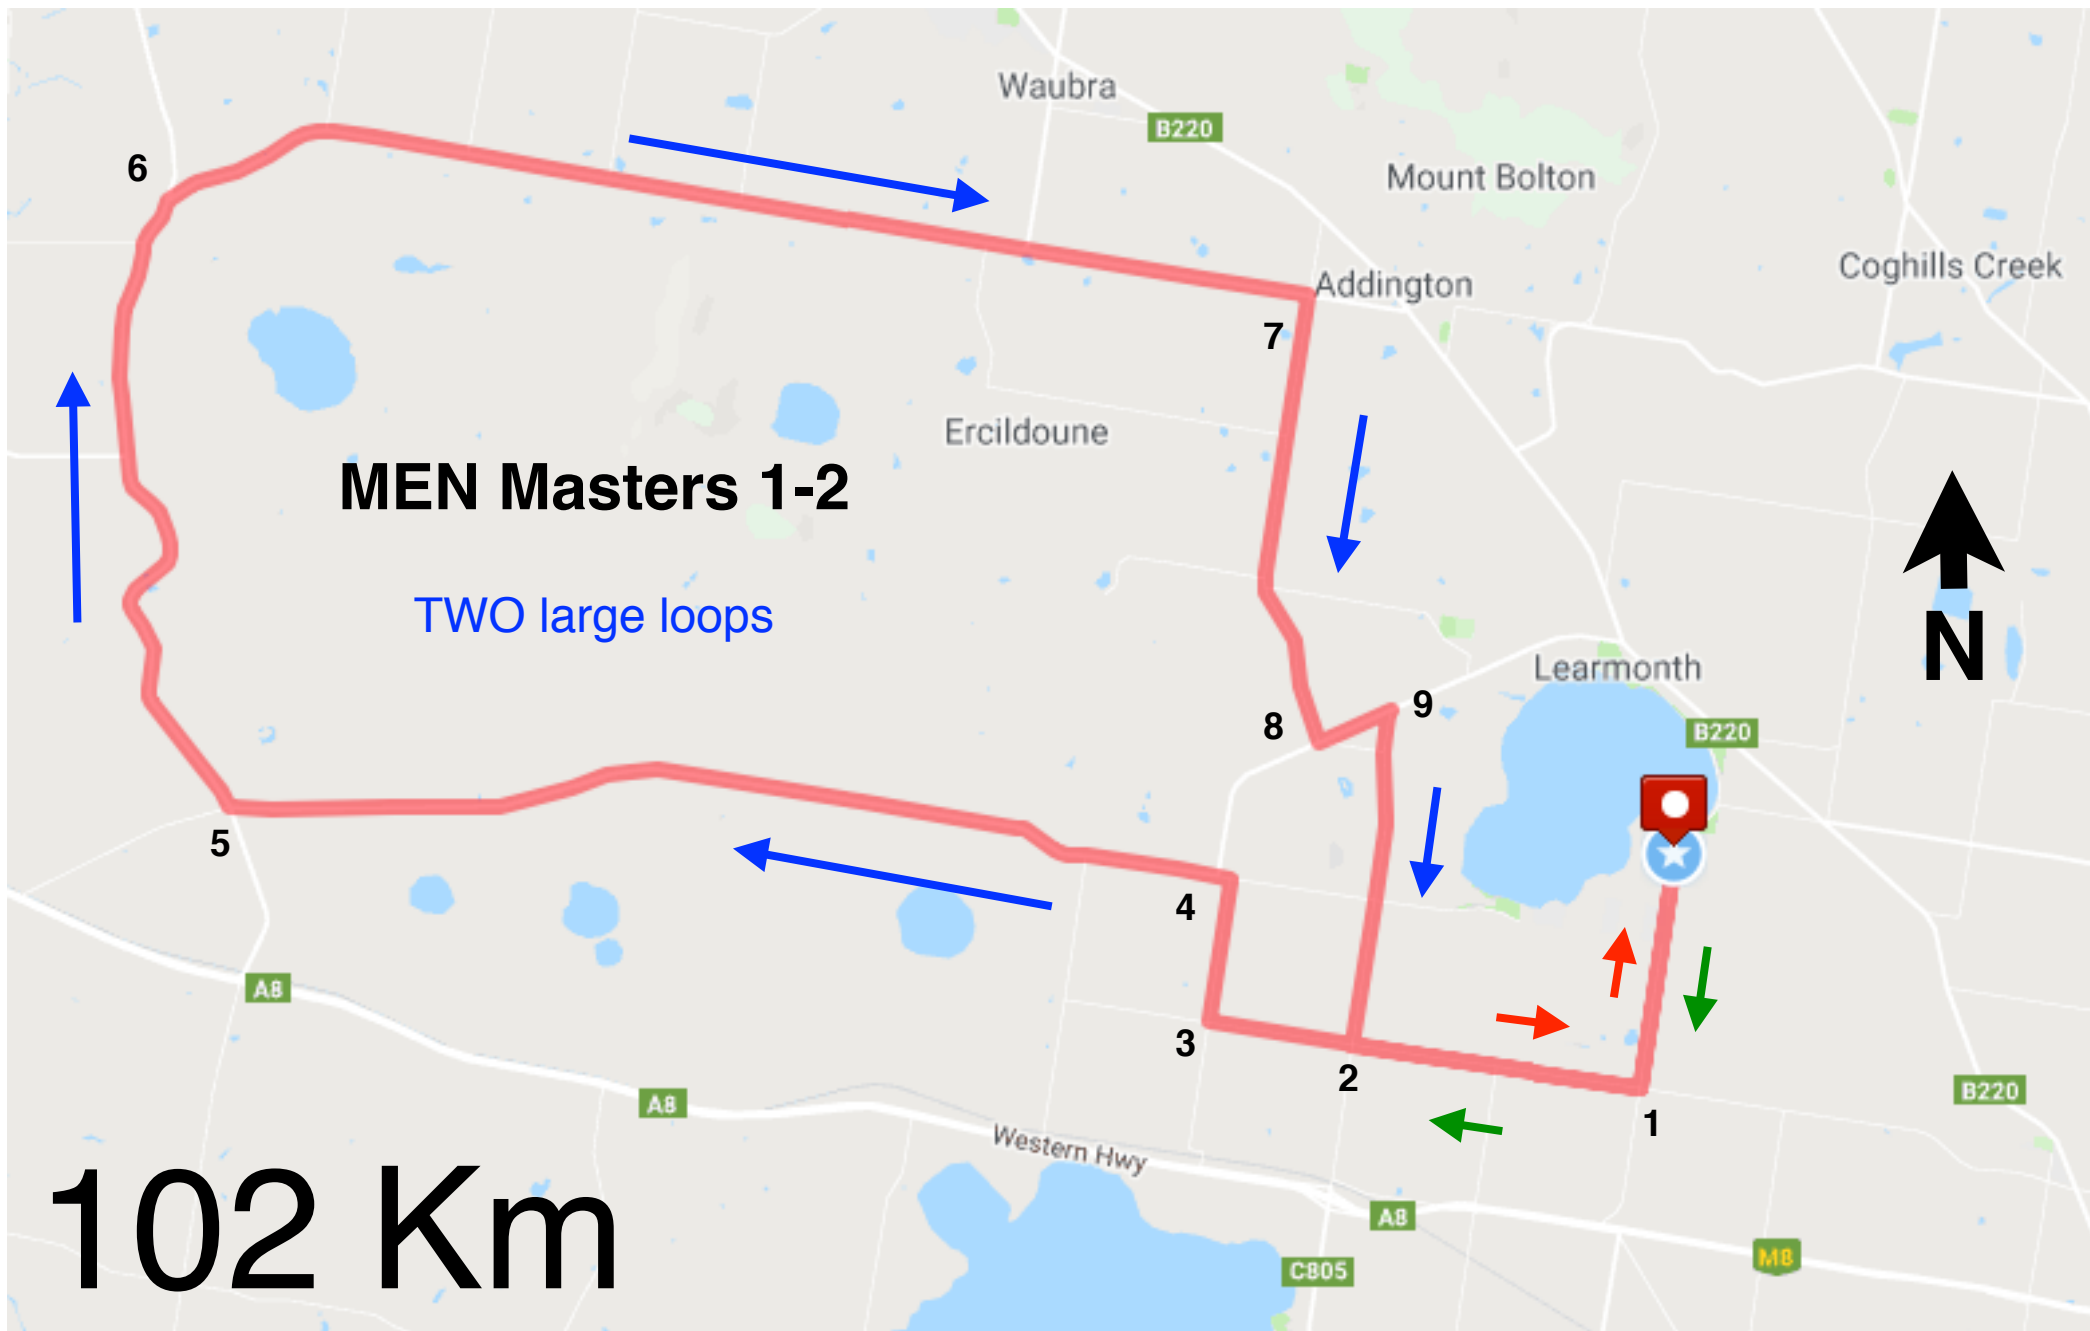 Waubra
B220
6
Mount Bolton
Coghills Creek
Addington
7
Ercildoune
MEN Masters 1-2
TWO large loops
N
Learmonth
9
8
B220
5
4
A8
3
2
1
B220
A8
Western Hwy
102 Km
A8
M8
C805